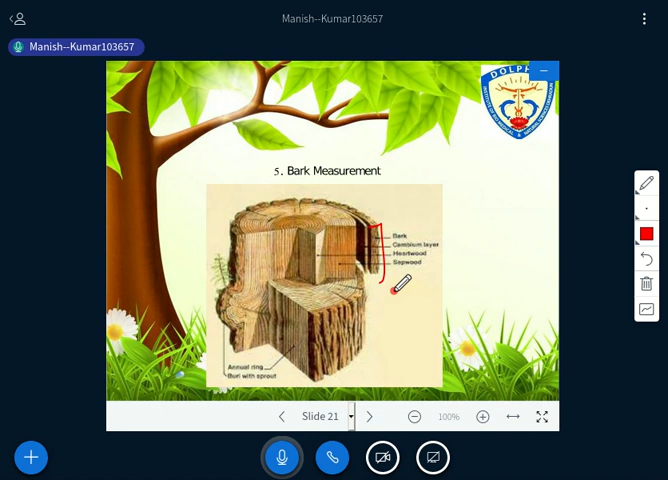 Manish--Kumar103657
Manish--Kumar103657
DOLPH
5. Bark Measurement
Bark
Cambium layer
Heartwood
Sapwood
Annual ring
Burl with sprout
Slide 21
100%